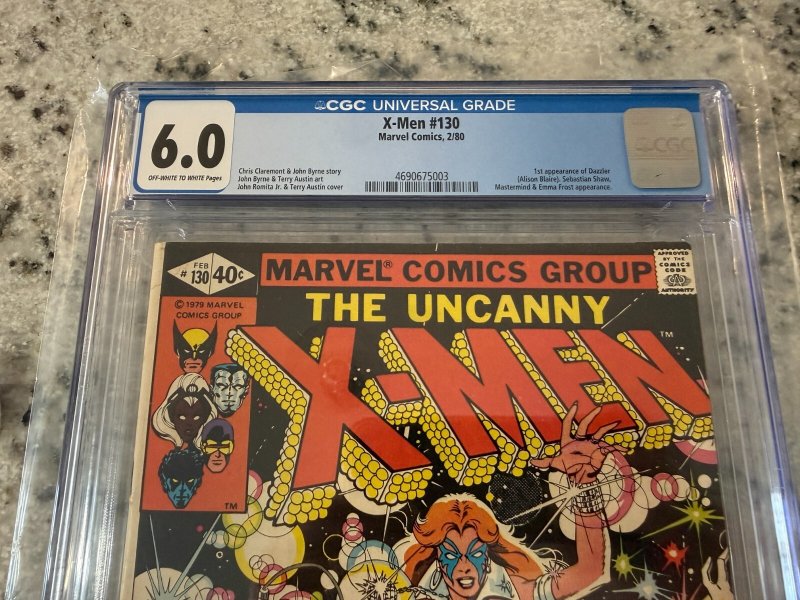 CGC UNIVERSAL GRADE
6.0
OFF-WHITE TO WHITE Pages
X-Men #130
Marvel Comics, 2/80
Chris Claremont & John Byrne story
John Byrne & Terry Austin art
John Romita Jr. & Terry Austin cover
4690675003
1st appearance of Dazzler
(Alison Blaire). Sebastian Shaw,
Mastermind & Emma Frost appearance.
CGC
FEB
#130
40¢
MARVEL® COMICS GROUP
APPROVED
BY THE
COMICS
CODE
AUTHORITY
© 1979 MARVEL
COMICS GROUP
THE UNCANNY
X-MEN
TM
TM